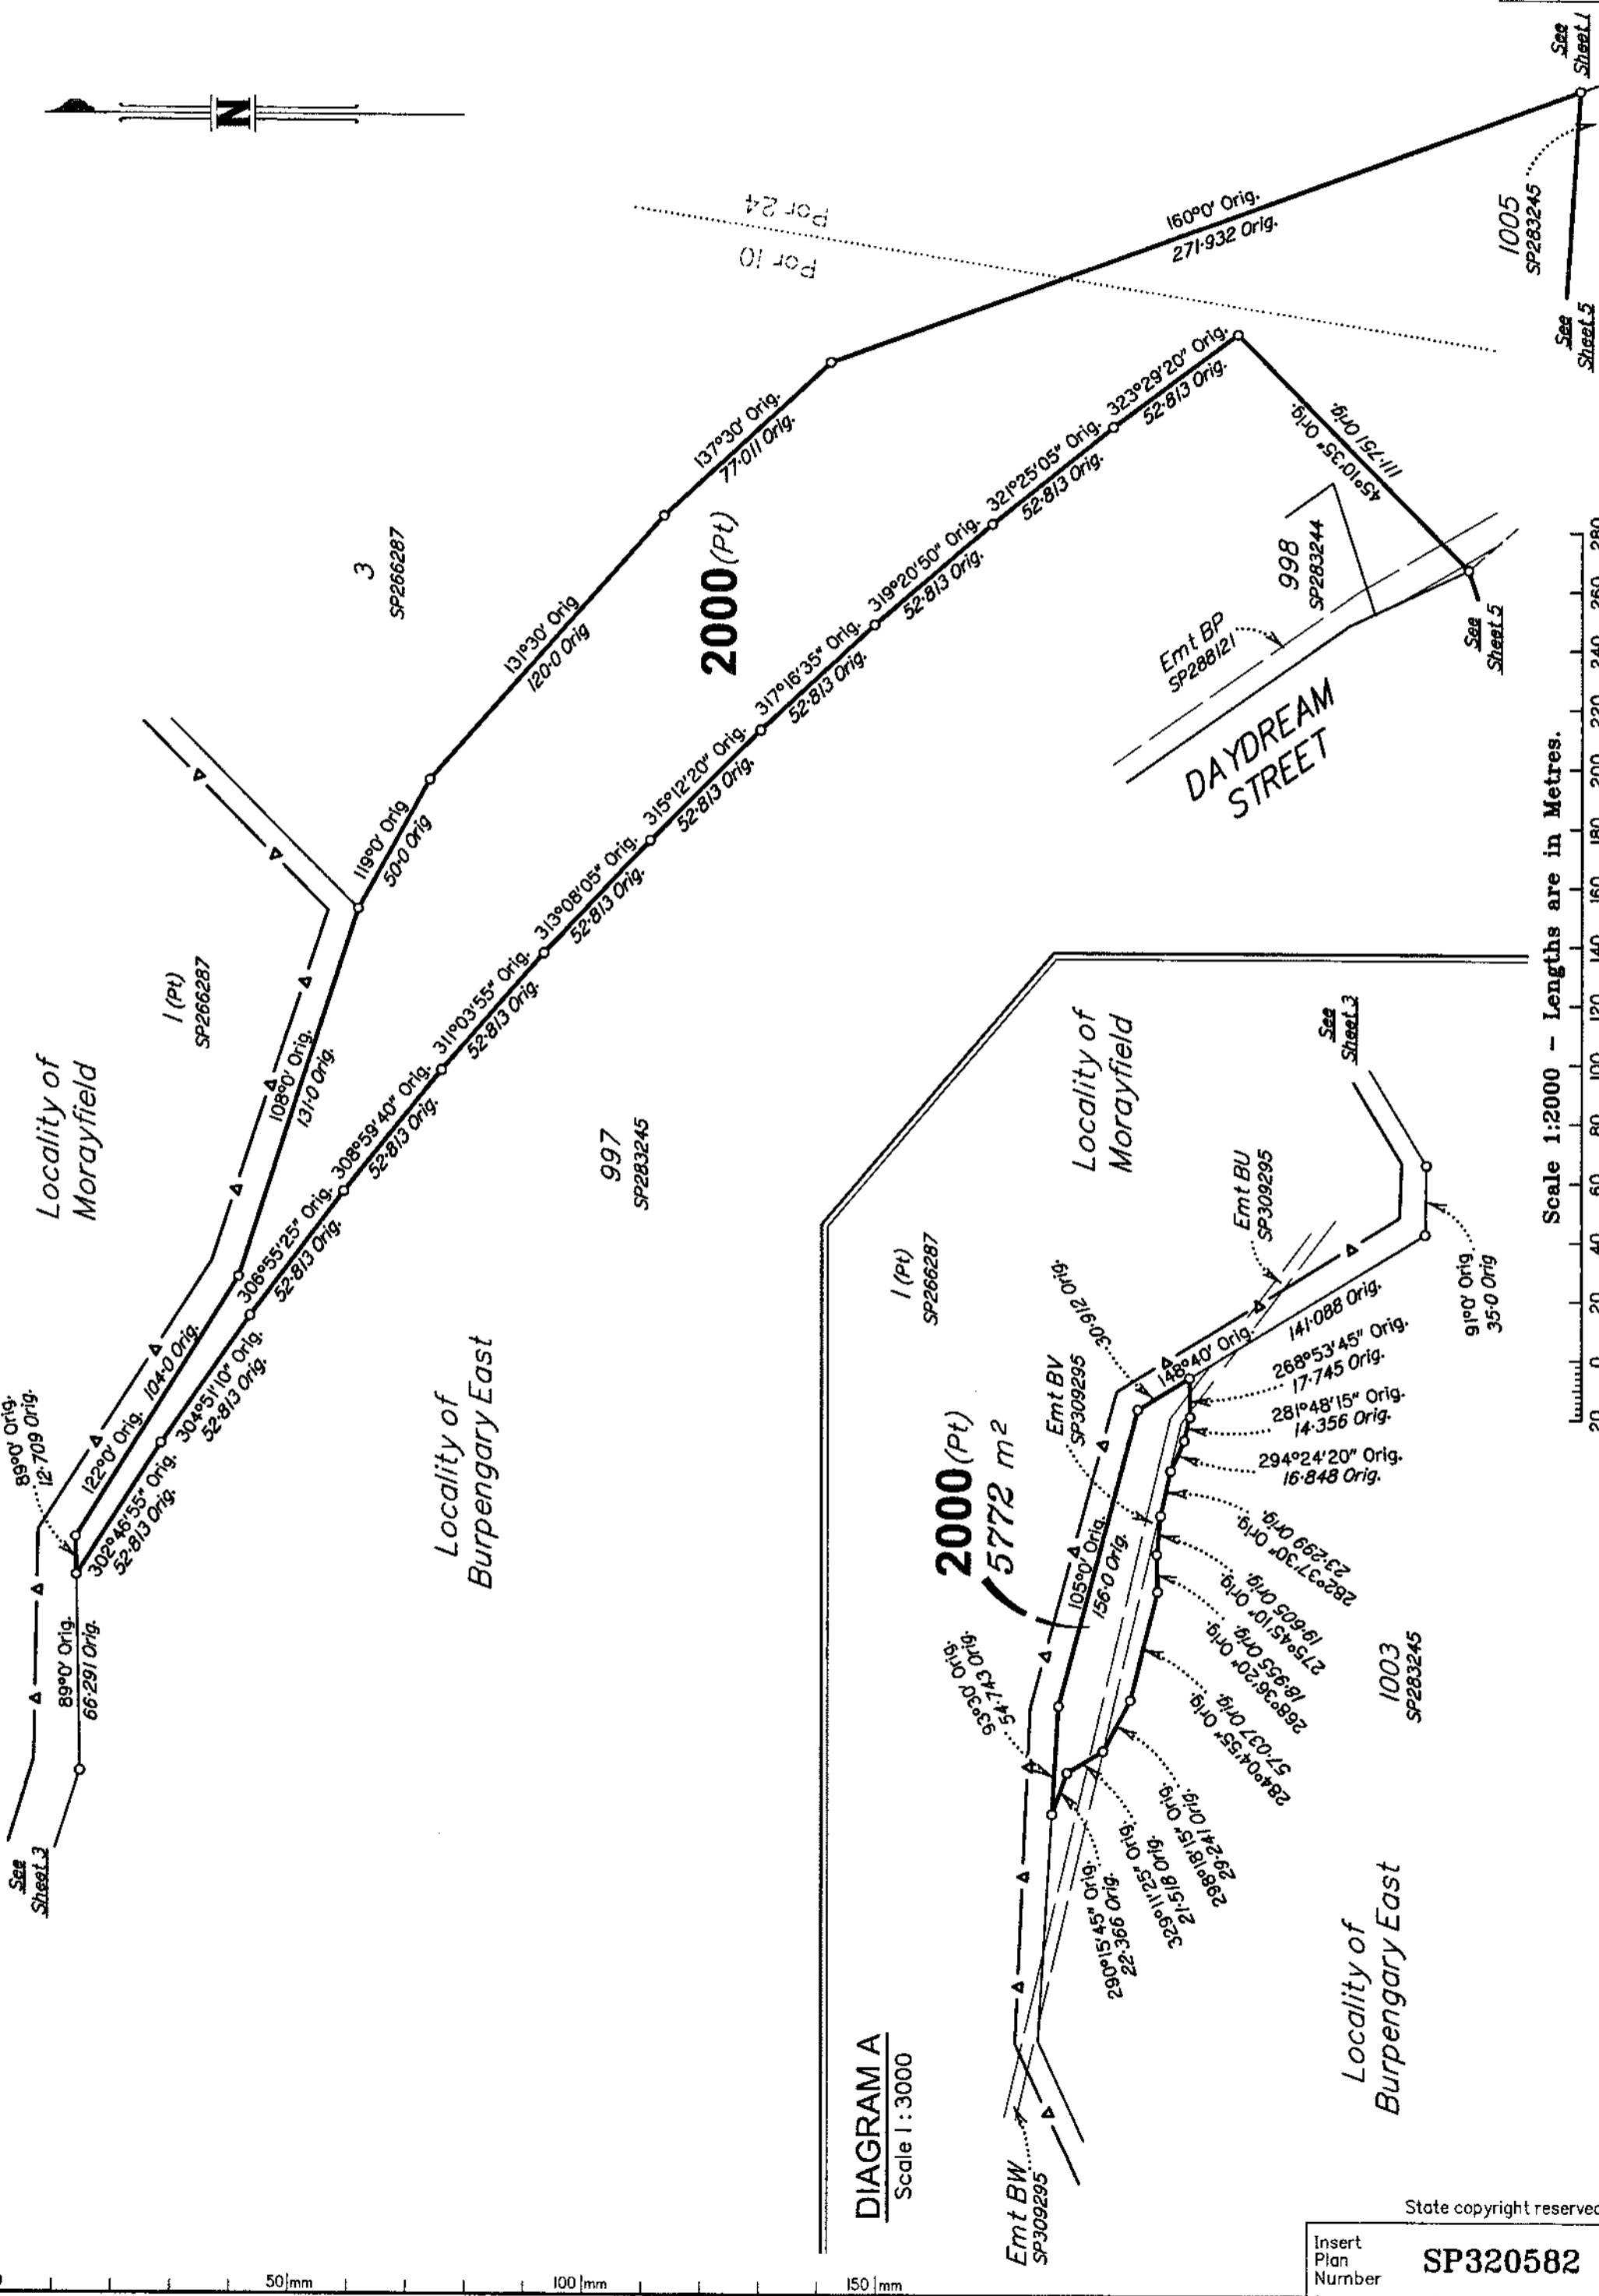 N
Locality of
Morayfield
1 (Pt)
SP266287
3
SP266287
Por 24
Por 10
See
Sheet 3
89°0' Orig.
66·291 Orig.
89°0' Orig.
12·709 Orig.
122°0' Orig. 104·0 Orig.
108°0' Orig.
131·0 Orig.
119°0' Orig
50·0 Orig
131°30' Orig
120·0 Orig
137°30' Orig.
77·011 Orig.
160°0' Orig.
271·932 Orig.
2000(Pt)
302°46'55" Orig.
52·813 Orig.
304°51'10" Orig.
52·813 Orig.
306°55'25" Orig.
52·813 Orig.
308°59'40" Orig.
52·813 Orig.
311°03'55" Orig.
52·813 Orig.
313°08'05" Orig.
52·813 Orig.
315°12'20" Orig.
52·813 Orig.
317°16'35" Orig.
52·813 Orig.
319°20'50" Orig.
52·813 Orig.
321°25'05" Orig.
52·813 Orig.
323°29'20" Orig.
52·813 Orig.
45°10'35" Orig.
111·751 Orig.
See
Sheet 1
1005
SP283245
See
Sheet 5
998
SP283244
Emt BP
SP288121
DAYDREAM
STREET
See
Sheet 5
997
SP283245
Locality of
Burpengary East
DIAGRAM A
Scale 1 : 3000
Locality of
Morayfield
1 (Pt)
SP266287
See
Sheet 3
Emt BU
SP309295
Emt BV
SP309295
Emt BW
SP309295
2000(Pt)
5772 m²
93°30' Orig.
54·743 Orig.
105°0' Orig.
156·0 Orig.
30·912 Orig.
148°40' Orig.
141·088 Orig.
91°0' Orig
35·0 Orig
268°53'45" Orig.
17·745 Orig.
281°48'15" Orig.
14·356 Orig.
294°24'20" Orig.
16·848 Orig.
282°37'30" Orig.
23·299 Orig.
275°45'10" Orig.
19·605 Orig.
268°36'20" Orig.
18·955 Orig.
284°04'55" Orig.
57·037 Orig.
298°18'15" Orig.
29·241 Orig.
329°11'25" Orig.
21·518 Orig.
290°15'45" Orig.
22·366 Orig.
1003
SP283245
Locality of
Burpengary East
Scale 1:2000 – Lengths are in Metres.
20 0 20 40 60 80 100 120 140 160 180 200 220 240 260 280
50 mm 100 mm 150 mm
State copyright reserved
Insert
Plan
Number
SP320582